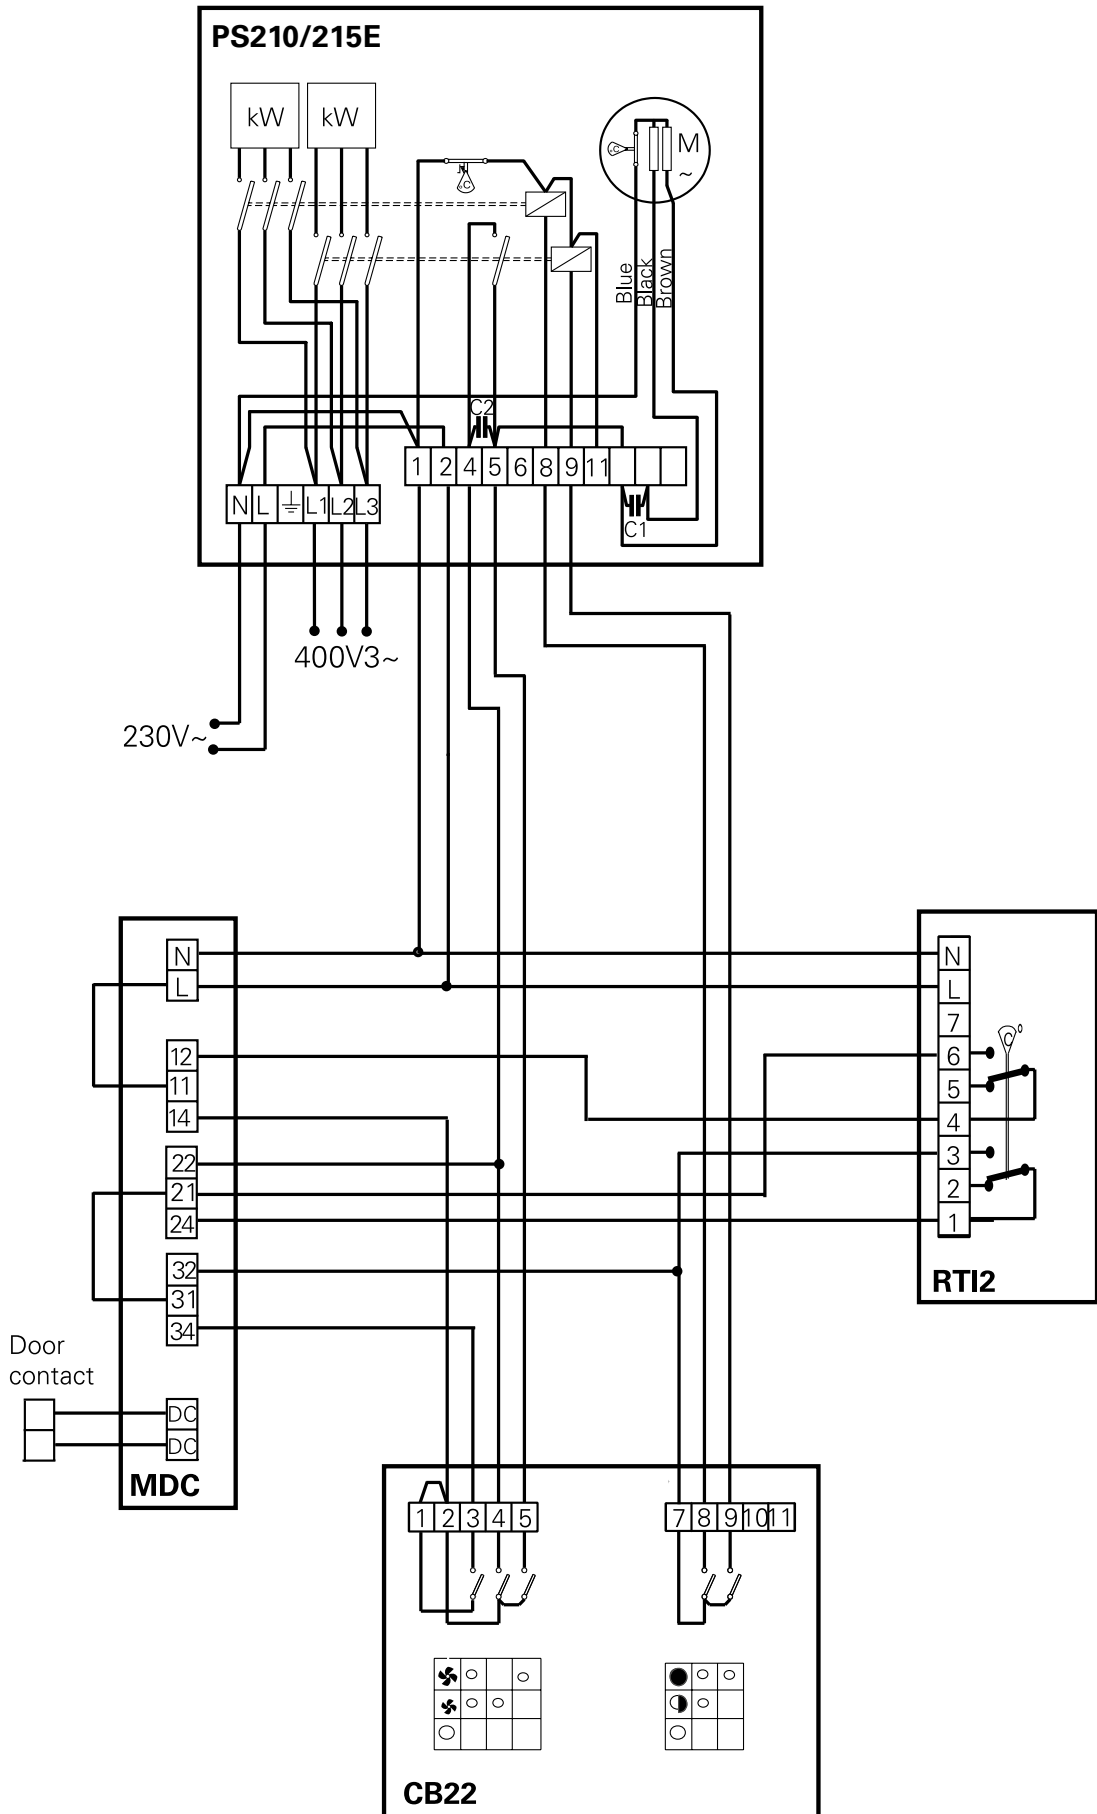 PS210/215E
kW kW
°C
°C
M
~
Blue
Black
Brown
C2
1 2 4 5 6 8 9 11
N L L1 L2 L3
C1
400V3~
230V~
N
L
12
11
14
22
21
24
32
31
34
DC
DC
MDC
Door
contact
N
L
7
6
5
4
3
2
1
C°
RTI2
1 2 3 4 5
7 8 9 10 11
CB22